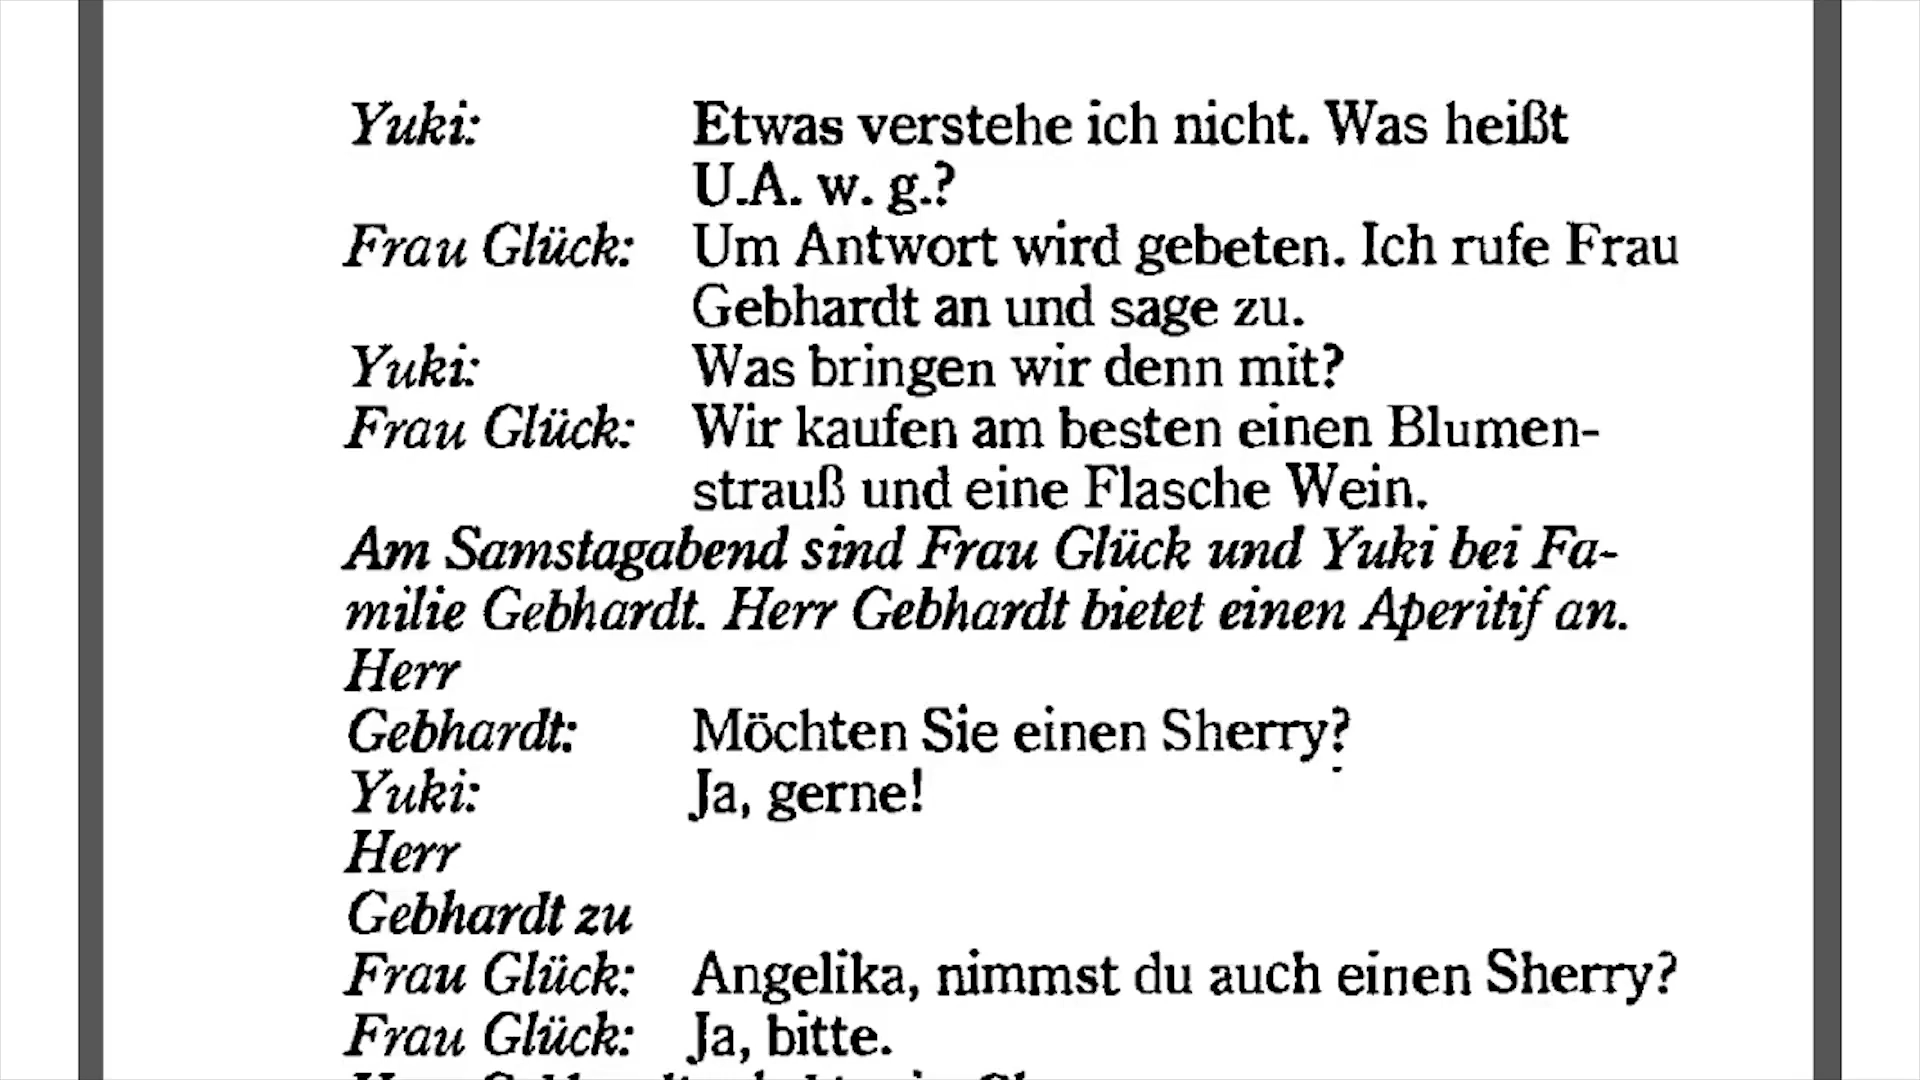 Yuki: Etwas verstehe ich nicht. Was heißt
U.A. w. g.?
Frau Glück: Um Antwort wird gebeten. Ich rufe Frau
Gebhardt an und sage zu.
Yuki: Was bringen wir denn mit?
Frau Glück: Wir kaufen am besten einen Blumen-
strauß und eine Flasche Wein.
Am Samstagabend sind Frau Glück und Yuki bei Fa-
milie Gebhardt. Herr Gebhardt bietet einen Aperitif an.
Herr
Gebhardt: Möchten Sie einen Sherry?
Yuki: Ja, gerne!
Herr
Gebhardt zu
Frau Glück: Angelika, nimmst du auch einen Sherry?
Frau Glück: Ja, bitte.